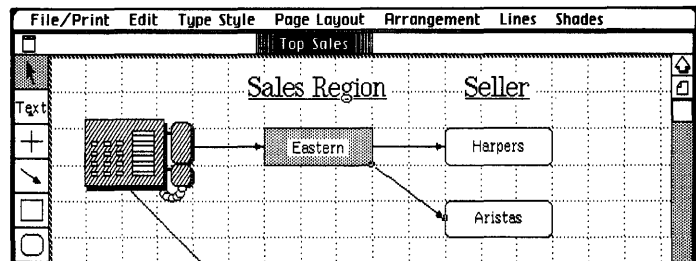 File/Print Edit Type Style Page Layout Arrangement Lines Shades
Top Sales
Sales Region Seller
Text
Eastern Harpers
Aristas